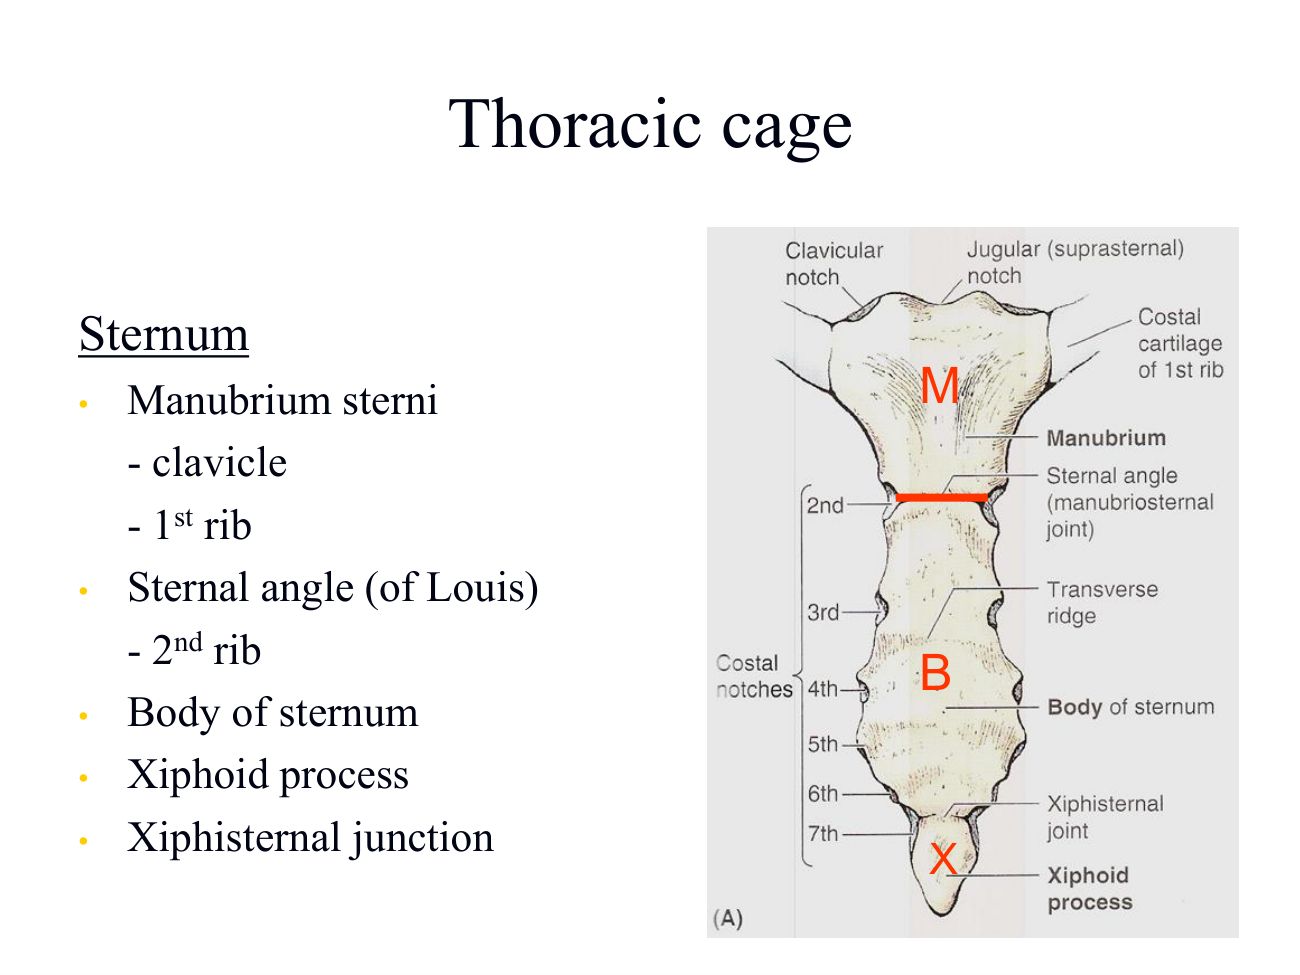 Thoracic cage
Sternum
• Manubrium sterni
- clavicle
- 1st rib
• Sternal angle (of Louis)
- 2nd rib
• Body of sternum
• Xiphoid process
• Xiphisternal junction
Clavicular
notch
Jugular (suprasternal)
notch
Costal
cartilage
of 1st rib
M
Manubrium
Sternal angle
(manubriosternal
joint)
2nd
Transverse
ridge
3rd
Costal
notches
4th
B
Body of sternum
5th
6th
Xiphisternal
joint
7th
X
Xiphoid
process
(A)